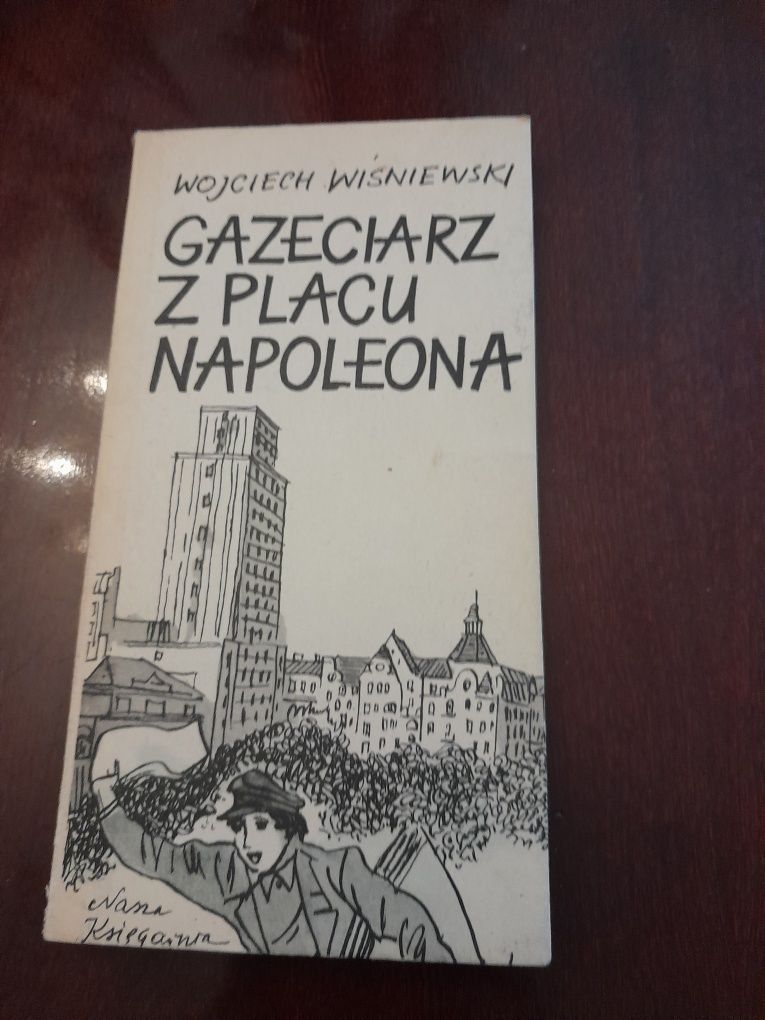 WOJCIECH WIŚNIEWSKI
GAZECIARZ
Z PLACU
NAPOLEONA
Nasza
Księgarnia